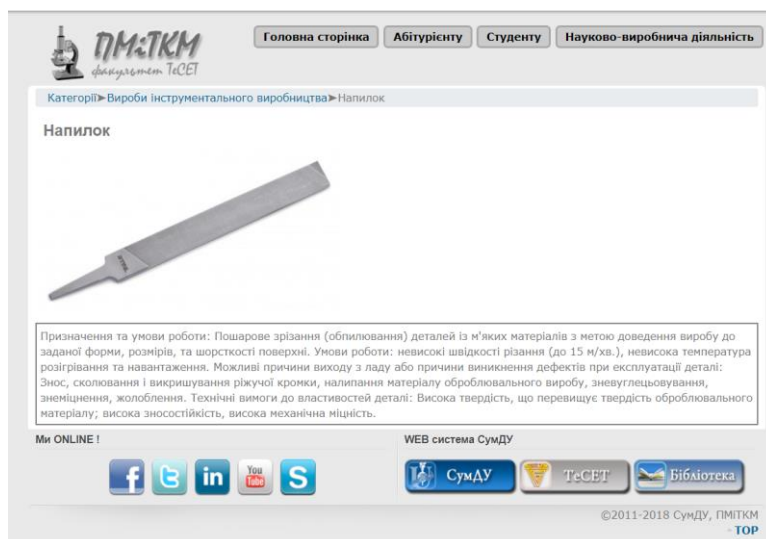 ПМіТКМ
факультет ТеСЕТ
Головна сторінка Абітурієнту Студенту Науково-виробнича діяльність
Категорії➤Вироби інструментального виробництва➤Напилок
Напилок
Призначення та умови роботи: Пошарове зрізання (обпилювання) деталей із м'яких матеріалів з метою доведення виробу до
заданої форми, розмірів, та шорсткості поверхні. Умови роботи: невисокі швідкості різання (до 15 м/хв.), невисока температура
розігрівання та навантаження. Можливі причини виходу з ладу або причини виникнення дефектів при експлуатації деталі:
Знос, сколювання і викришування ріжучої кромки, налипання матеріалу оброблювального виробу, зневуглецьовування,
знеміцнення, жолоблення. Технічні вимоги до властивостей деталі: Висока твердість, що перевищує твердість оброблювального
матеріалу; висока зносостійкість, висока механічна міцність.
Ми ONLINE !
WEB система СумДУ
You
Tube
СумДУ ТеСЕТ Бібліотека
©2011-2018 СумДУ, ПМіТКМ
- TOP